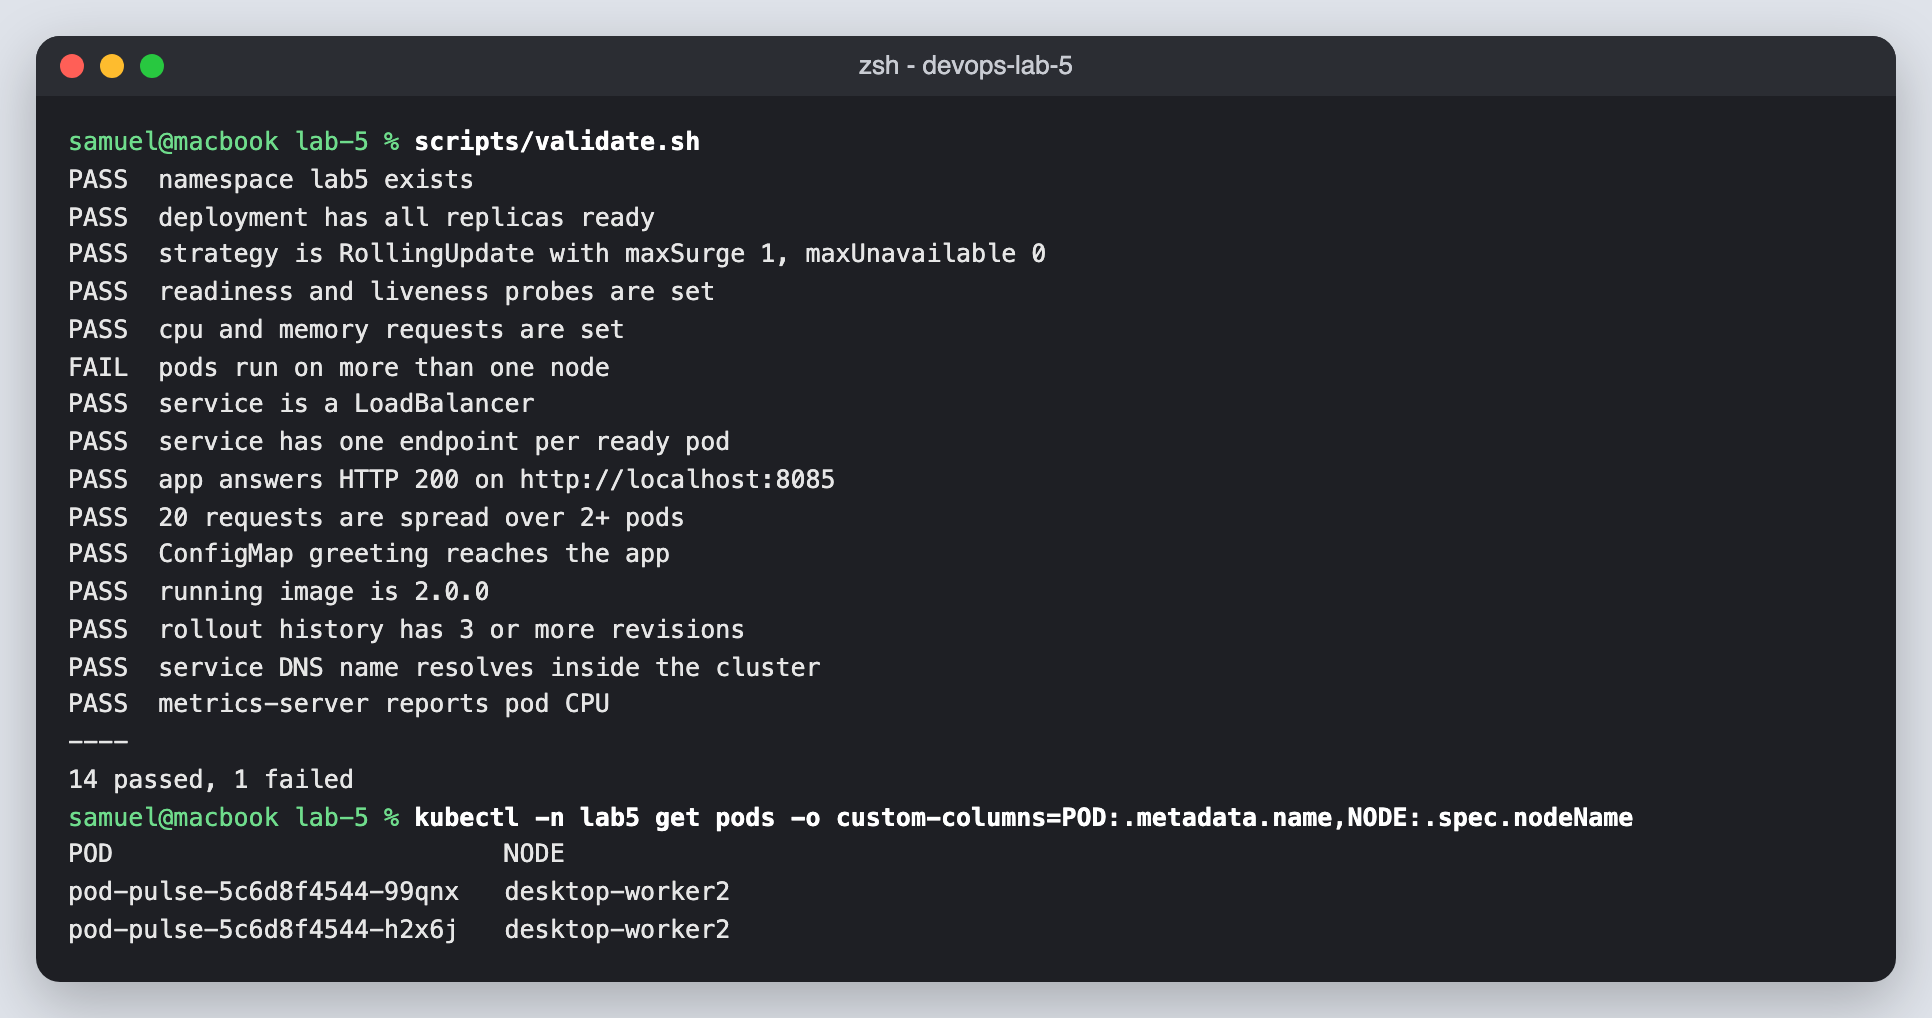 zsh - devops-lab-5
samuel@macbook lab-5 % scripts/validate.sh
PASS  namespace lab5 exists
PASS  deployment has all replicas ready
PASS  strategy is RollingUpdate with maxSurge 1, maxUnavailable 0
PASS  readiness and liveness probes are set
PASS  cpu and memory requests are set
FAIL  pods run on more than one node
PASS  service is a LoadBalancer
PASS  service has one endpoint per ready pod
PASS  app answers HTTP 200 on http://localhost:8085
PASS  20 requests are spread over 2+ pods
PASS  ConfigMap greeting reaches the app
PASS  running image is 2.0.0
PASS  rollout history has 3 or more revisions
PASS  service DNS name resolves inside the cluster
PASS  metrics-server reports pod CPU
----
14 passed, 1 failed
samuel@macbook lab-5 % kubectl -n lab5 get pods -o custom-columns=POD:.metadata.name,NODE:.spec.nodeName
POD                          NODE
pod-pulse-5c6d8f4544-99qnx   desktop-worker2
pod-pulse-5c6d8f4544-h2x6j   desktop-worker2